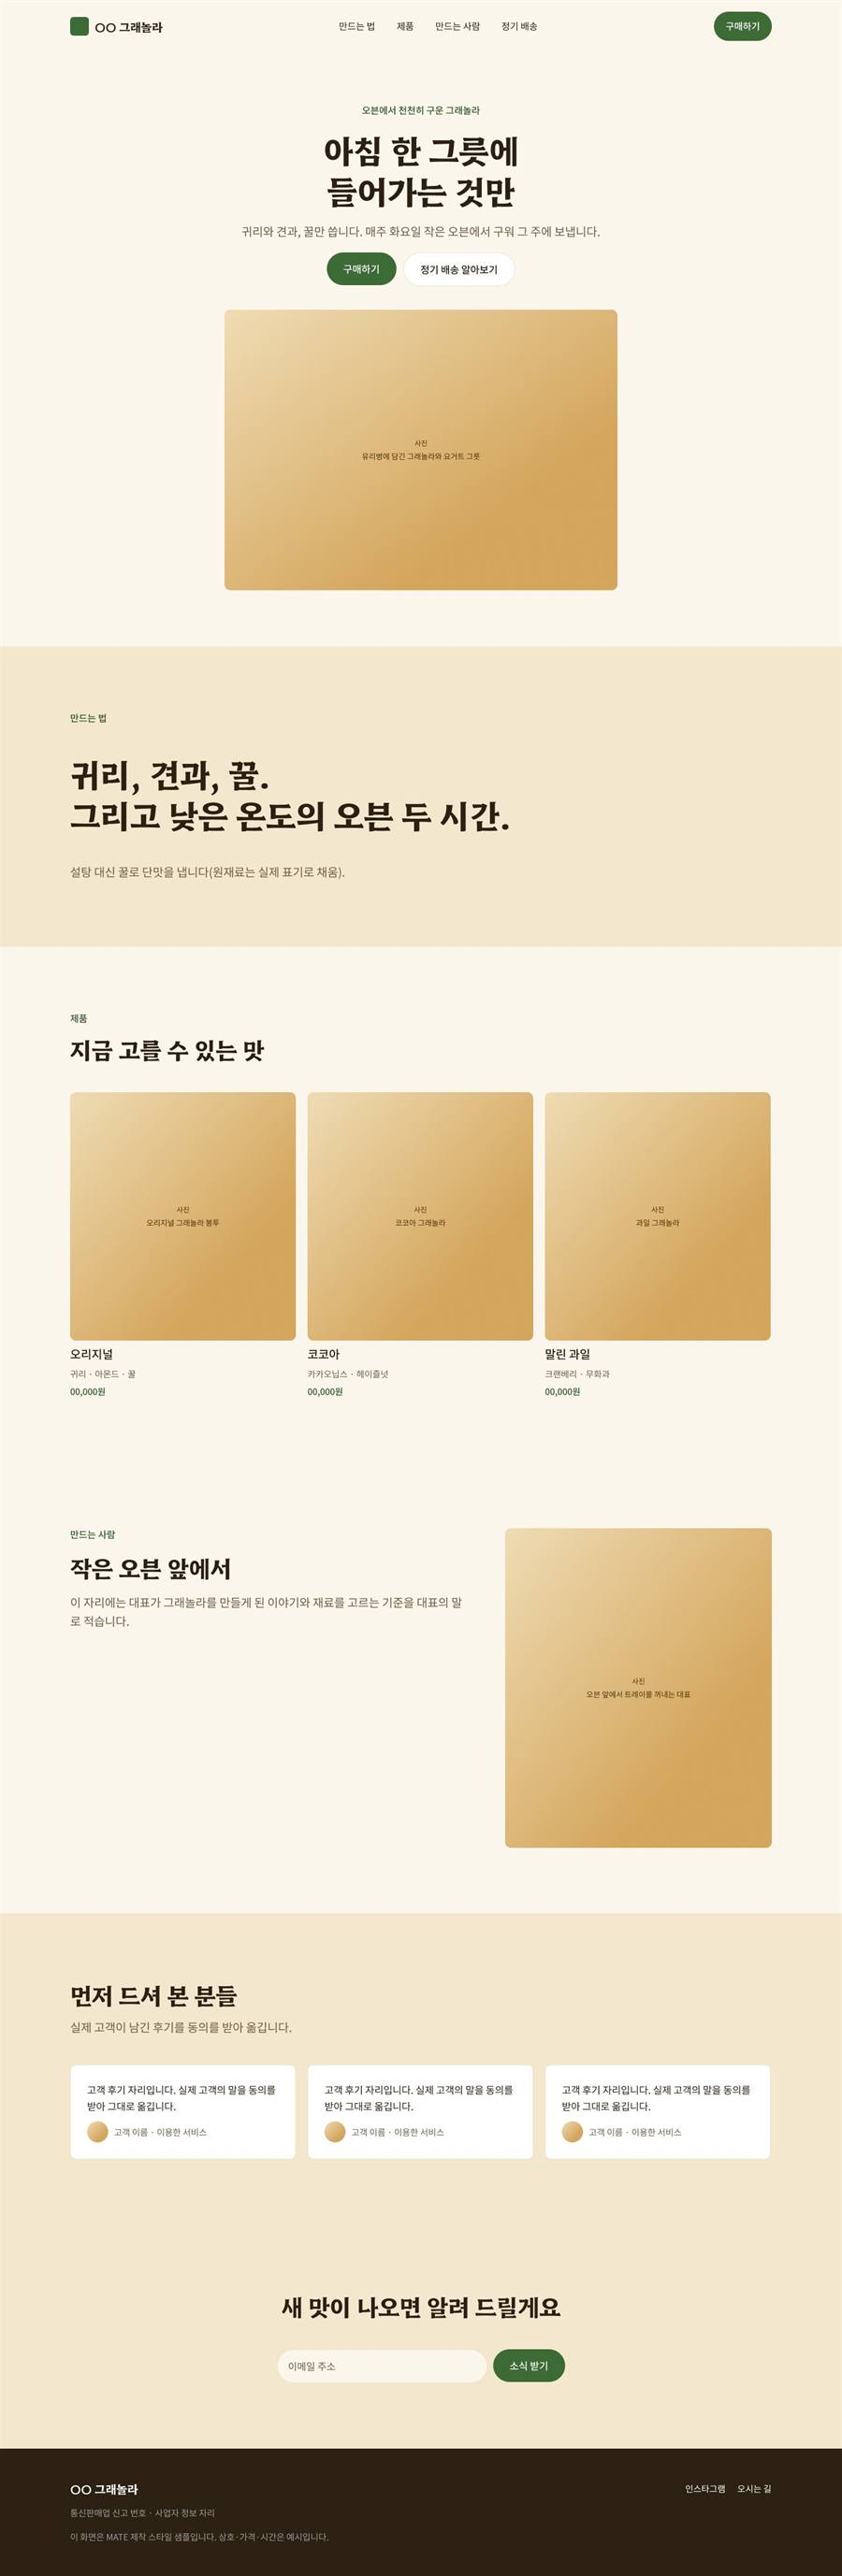 OO 그래놀라
만드는 법 제품 만드는 사람 정기 배송
구매하기
오븐에서 천천히 구운 그래놀라
아침 한 그릇에
들어가는 것만
귀리와 견과, 꿀만 씁니다. 매주 화요일 작은 오븐에서 구워 그 주에 보냅니다.
구매하기 정기 배송 알아보기
사진
유리병에 담긴 그래놀라와 요거트 그릇
만드는 법
귀리, 견과, 꿀.
그리고 낮은 온도의 오븐 두 시간.
설탕 대신 꿀로 단맛을 냅니다(원재료는 실제 표기로 채움).
제품
지금 고를 수 있는 맛
사진
오리지널 그래놀라 봉투
오리지널
귀리 · 아몬드 · 꿀
00,000원
사진
코코아 그래놀라
코코아
카카오닙스 · 헤이즐넛
00,000원
사진
과일 그래놀라
말린 과일
크랜베리 · 무화과
00,000원
만드는 사람
작은 오븐 앞에서
이 자리에는 대표가 그래놀라를 만들게 된 이야기와 재료를 고르는 기준을 대표의 말
로 적습니다.
사진
오븐 앞에서 트레이를 꺼내는 대표
먼저 드셔 본 분들
실제 고객이 남긴 후기를 동의를 받아 옮깁니다.
고객 후기 자리입니다. 실제 고객의 말을 동의를
받아 그대로 옮깁니다.
고객 이름 · 이용한 서비스
고객 후기 자리입니다. 실제 고객의 말을 동의를
받아 그대로 옮깁니다.
고객 이름 · 이용한 서비스
고객 후기 자리입니다. 실제 고객의 말을 동의를
받아 그대로 옮깁니다.
고객 이름 · 이용한 서비스
새 맛이 나오면 알려 드릴게요
이메일 주소 소식 받기
OO 그래놀라
인스타그램 오시는 길
통신판매업 신고 번호 · 사업자 정보 자리
이 화면은 MATE 제작 스타일 샘플입니다. 상호·가격·시간은 예시입니다.